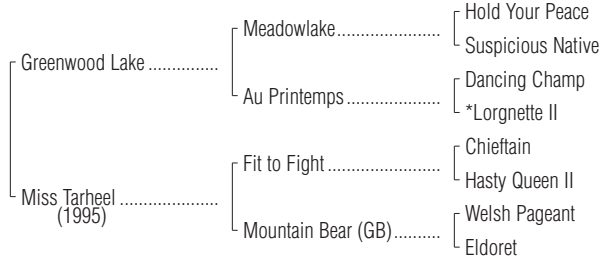 Hold Your Peace
Meadowlake
Suspicious Native
Greenwood Lake
Dancing Champ
Au Printemps
*Lorgnette II
Chieftain
Fit to Fight
Hasty Queen II
Miss Tarheel
(1995)
Welsh Pageant
Mountain Bear (GB)
Eldoret